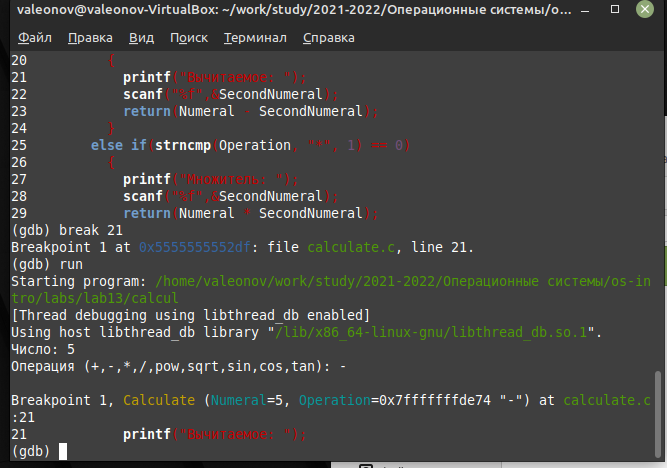 valeonov@valeonov-VirtualBox: ~/work/study/2021-2022/Операционные системы/o...
Файл Правка Вид Поиск Терминал Справка
20 {
21 printf("Вычитаемое: ");
22 scanf("%f",&SecondNumeral);
23 return(Numeral - SecondNumeral);
24 }
25 else if(strncmp(Operation, "*", 1) == 0)
26 {
27 printf("Множитель: ");
28 scanf("%f",&SecondNumeral);
29 return(Numeral * SecondNumeral);
(gdb) break 21
Breakpoint 1 at 0x5555555552df: file calculate.c, line 21.
(gdb) run
Starting program: /home/valeonov/work/study/2021-2022/Операционные системы/os-in
tro/labs/lab13/calcul
[Thread debugging using libthread_db enabled]
Using host libthread_db library "/lib/x86_64-linux-gnu/libthread_db.so.1".
Число: 5
Операция (+,-,*,/,pow,sqrt,sin,cos,tan): -
Breakpoint 1, Calculate (Numeral=5, Operation=0x7fffffffde74 "-") at calculate.c
:21
21 printf("Вычитаемое: ");
(gdb)